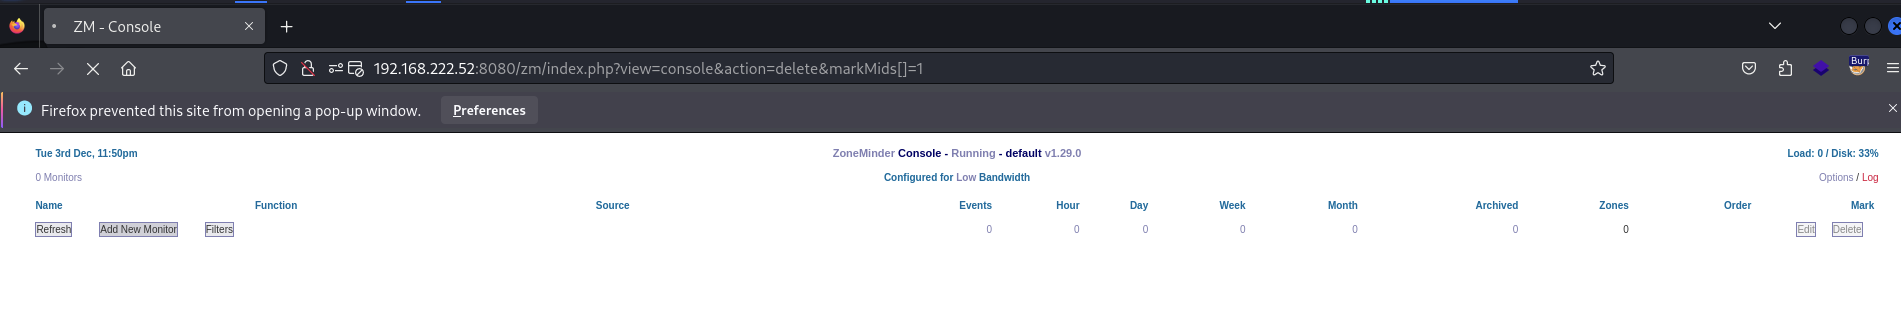 ZM - Console
192.168.222.52:8080/zm/index.php?view=console&action=delete&markMids[]=1
Firefox prevented this site from opening a pop-up window. Preferences
Tue 3rd Dec, 11:50pm ZoneMinder Console - Running - default v1.29.0 Load: 0 / Disk: 33%
0 Monitors Configured for Low Bandwidth Options / Log
Name Function Source Events Hour Day Week Month Archived Zones Order Mark
Refresh Add New Monitor Filters 0 0 0 0 0 0 0 Edit Delete